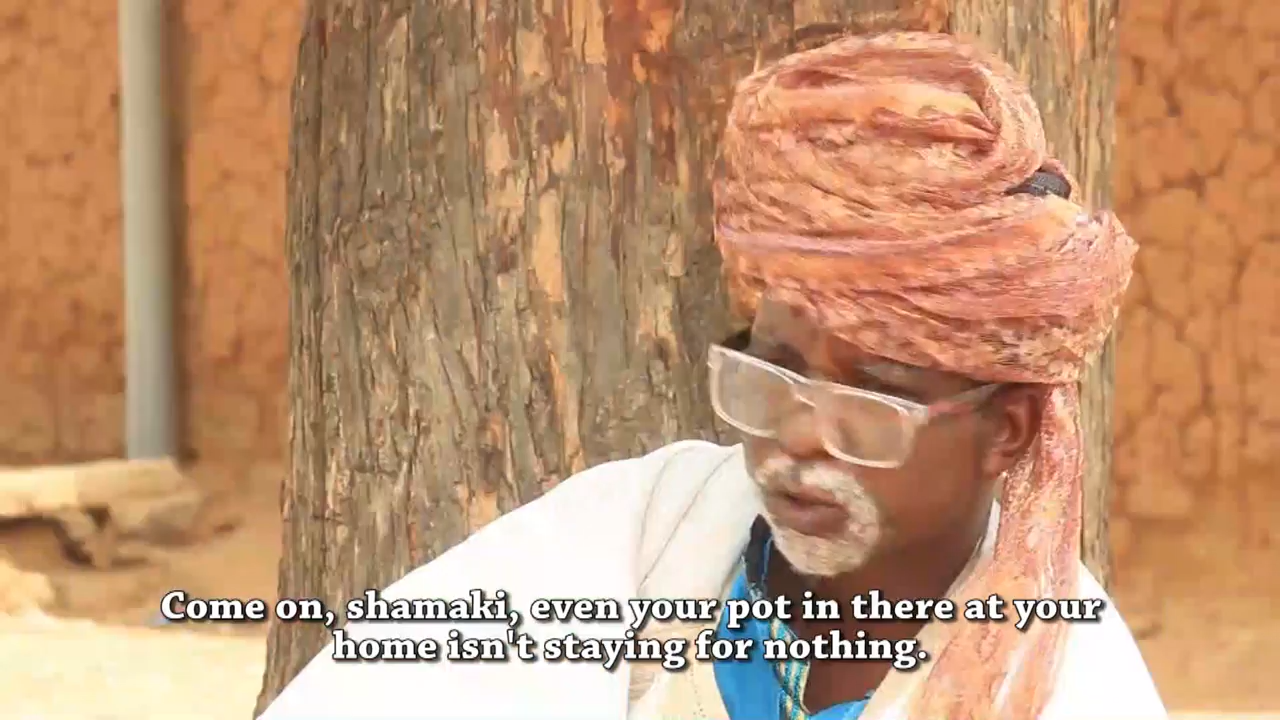 Come on, shamaki, even your pot in there at your
home isn't staying for nothing.